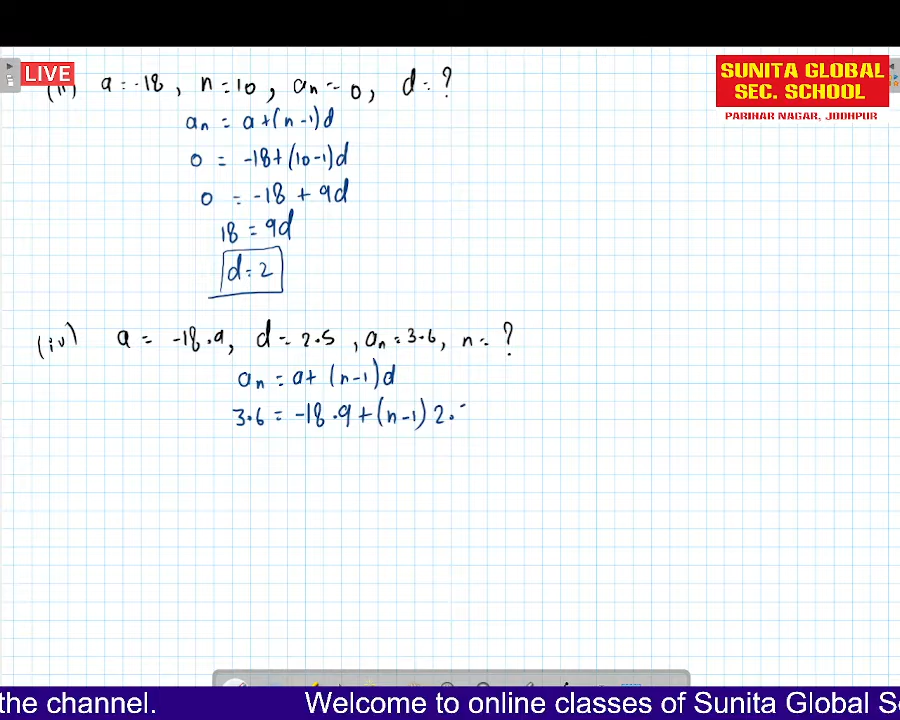 LIVE
SUNITA GLOBAL
SEC. SCHOOL
PARIHAR NAGAR, JODHPUR
(ii) a = -18, n = 10, an = 0, d = ?
an = a + (n-1)d
0 = -18 + (10-1)d
0 = -18 + 9d
18 = 9d
d = 2
(iv) a = -18.9, d = 2.5, an = 3.6, n = ?
an = a + (n-1)d
3.6 = -18.9 + (n-1) 2.
the channel. Welcome to online classes of Sunita Global S